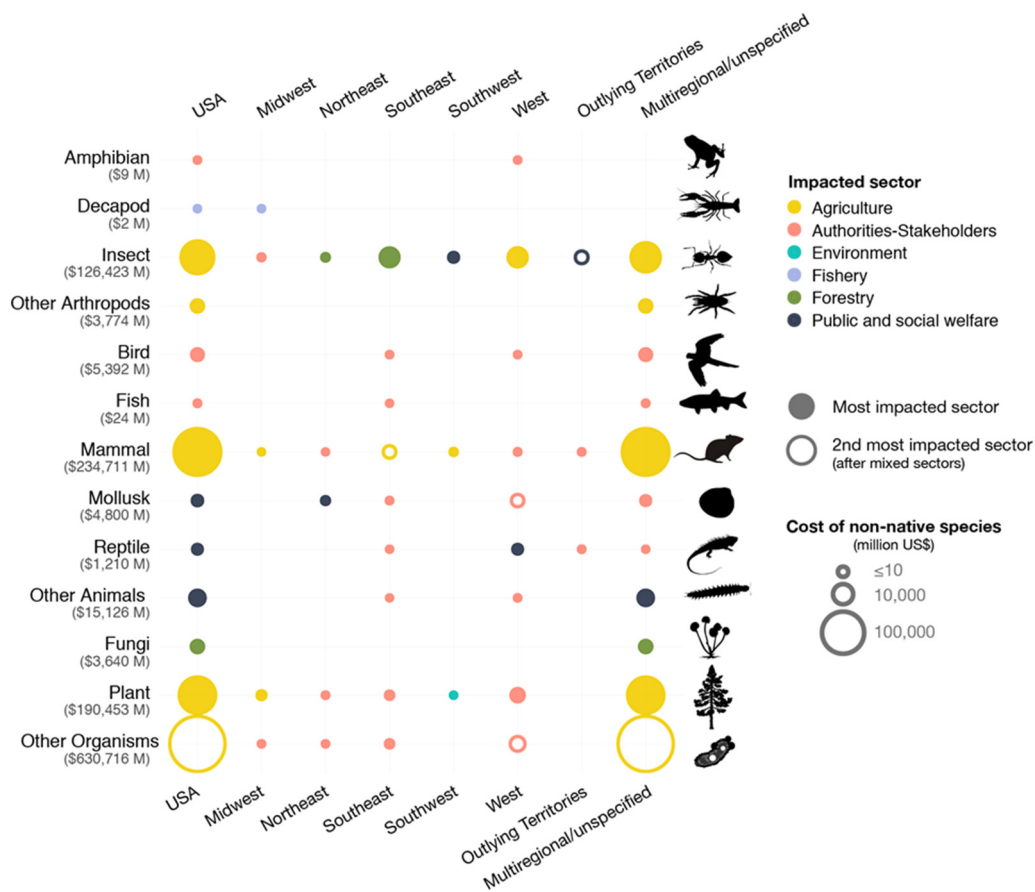 USA
Midwest
Northeast
Southeast
Southwest
West
Outlying Territories
Multiregional/unspecified
Amphibian
($9 M)
Decapod
($2 M)
Insect
($126,423 M)
Other Arthropods
($3,774 M)
Bird
($5,392 M)
Fish
($24 M)
Mammal
($234,711 M)
Mollusk
($4,800 M)
Reptile
($1,210 M)
Other Animals
($15,126 M)
Fungi
($3,640 M)
Plant
($190,453 M)
Other Organisms
($630,716 M)
USA
Midwest
Northeast
Southeast
Southwest
West
Outlying Territories
Multiregional/unspecified
Impacted sector
Agriculture
Authorities-Stakeholders
Environment
Fishery
Forestry
Public and social welfare
Most impacted sector
2nd most impacted sector
(after mixed sectors)
Cost of non-native species
(million US$)
≤10
10,000
100,000